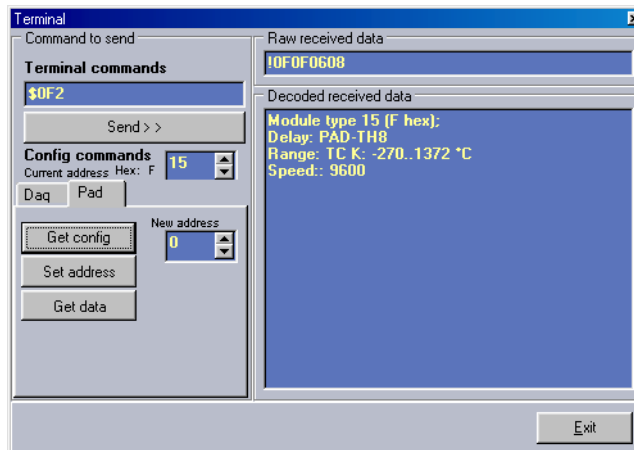 Terminal
Command to send
Terminal commands
$0F2
Send > >
Config commands
Current address Hex: F
15
Daq
Pad
Get config
New address
0
Set address
Get data
Raw received data
!0F0F0608
Decoded received data
Module type 15 (F hex);
Delay: PAD-TH8
Range: TC K: -270..1372 *C
Speed:: 9600
Exit